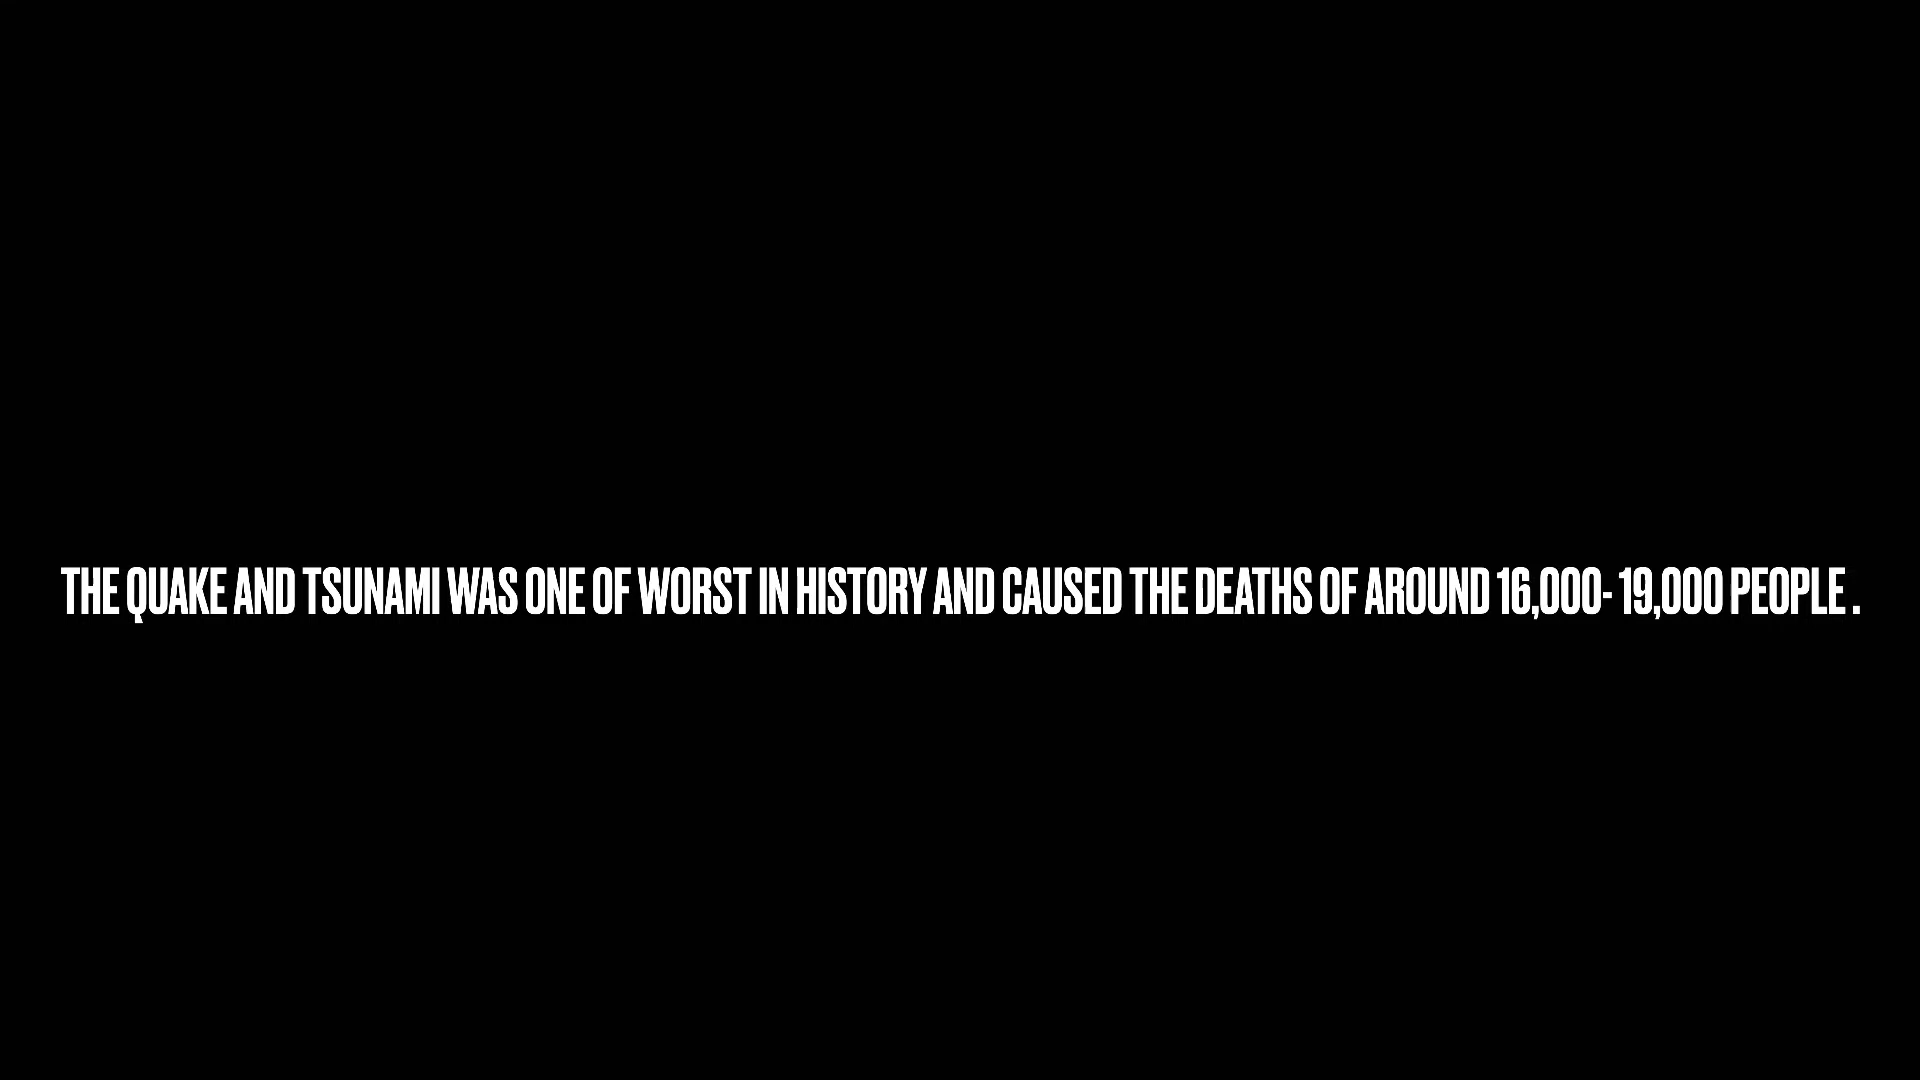 THE QUAKE AND TSUNAMI WAS ONE OF WORST IN HISTORY AND CAUSED THE DEATHS OF AROUND 16,000- 19,000 PEOPLE .